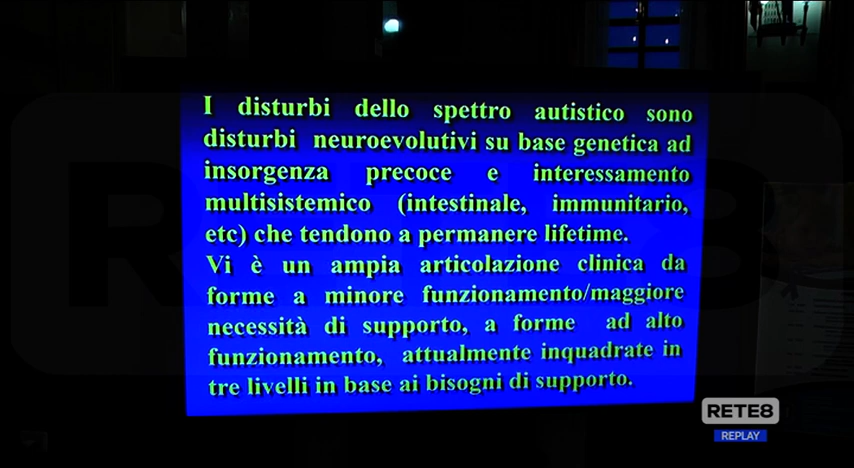 I disturbi dello spettro autistico sono
disturbi neuroevolutivi su base genetica ad
insorgenza precoce e interessamento
multisistemico (intestinale, immunitario,
etc) che tendono a permanere lifetime.
Vi è un ampia articolazione clinica da
forme a minore funzionamento/maggiore
necessità di supporto, a forme ad alto
funzionamento, attualmente inquadrate in
tre livelli in base ai bisogni di supporto.
RETE8
RETE8
REPLAY